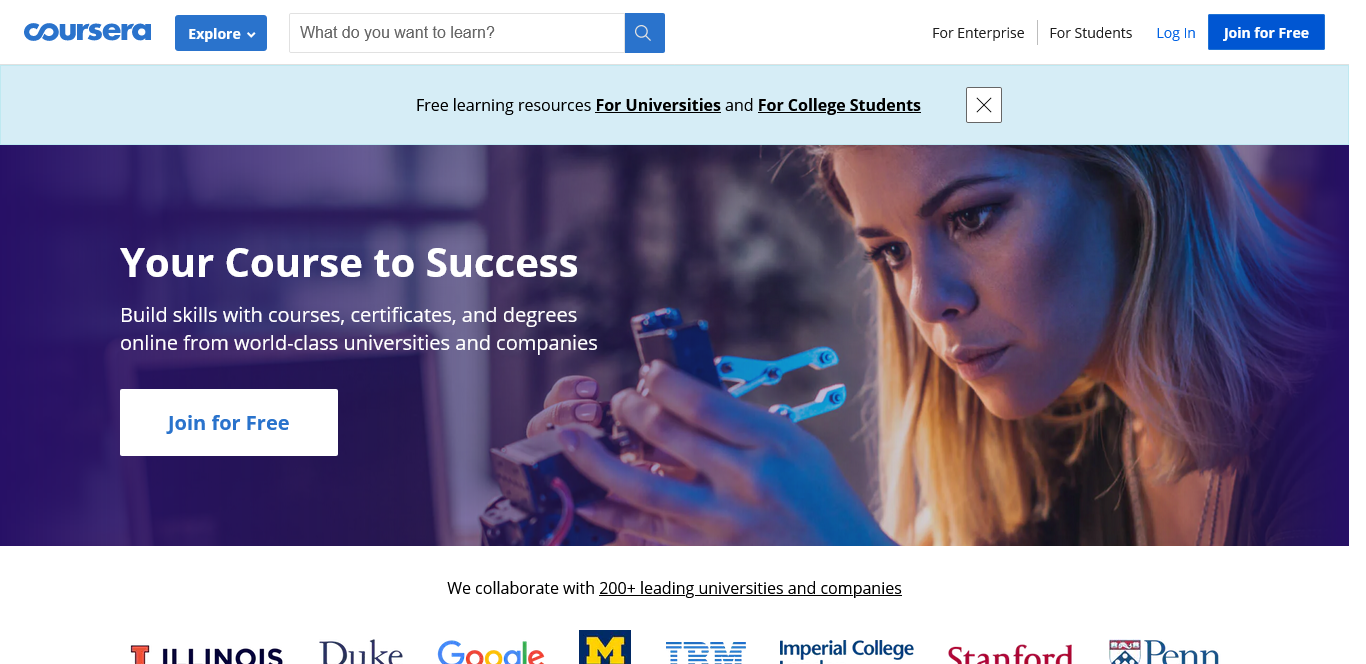 coursera
Explore
What do you want to learn?
For Enterprise
For Students
Log In
Join for Free
Free learning resources For Universities and For College Students
Your Course to Success
Build skills with courses, certificates, and degrees
online from world-class universities and companies
Join for Free
We collaborate with 200+ leading universities and companies
ILLINOIS
Duke
Google
M
IBM
Imperial College
Stanford
Penn